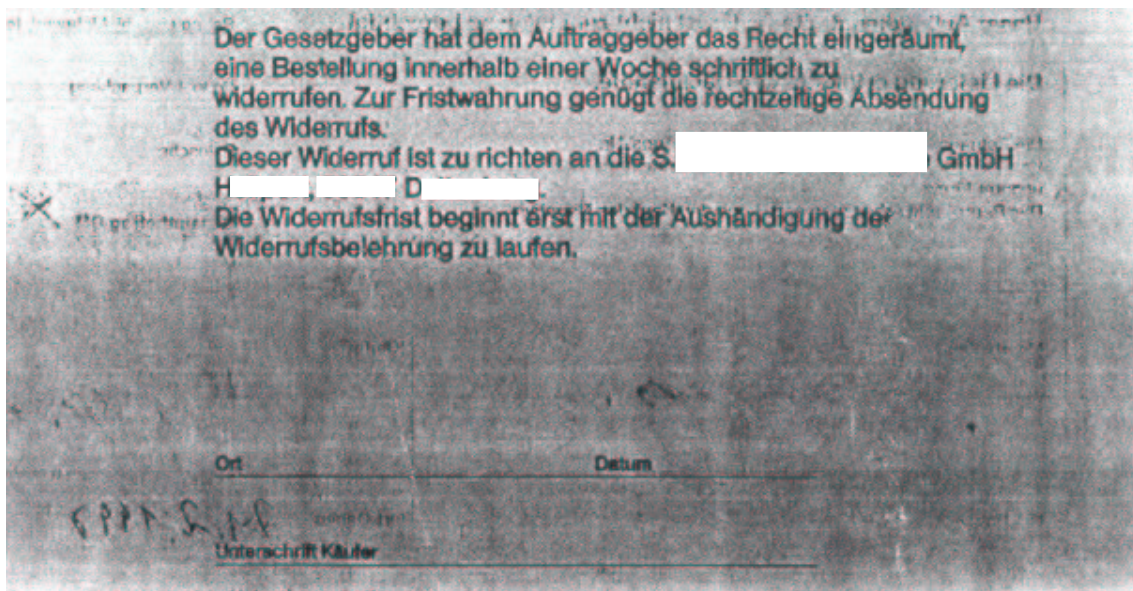 Der Gesetzgeber hat dem Auftraggeber das Recht eingeräumt,
eine Bestellung innerhalb einer Woche schriftlich zu
widerrufen. Zur Fristwahrung genügt die rechtzeitige Absendung
des Widerrufs.
Dieser Widerruf ist zu richten an die S. GmbH
H , D .
Die Widerrufsfrist beginnt erst mit der Aushändigung der
Widerrufsbelehrung zu laufen.
Ort Datum
Unterschrift Käufer